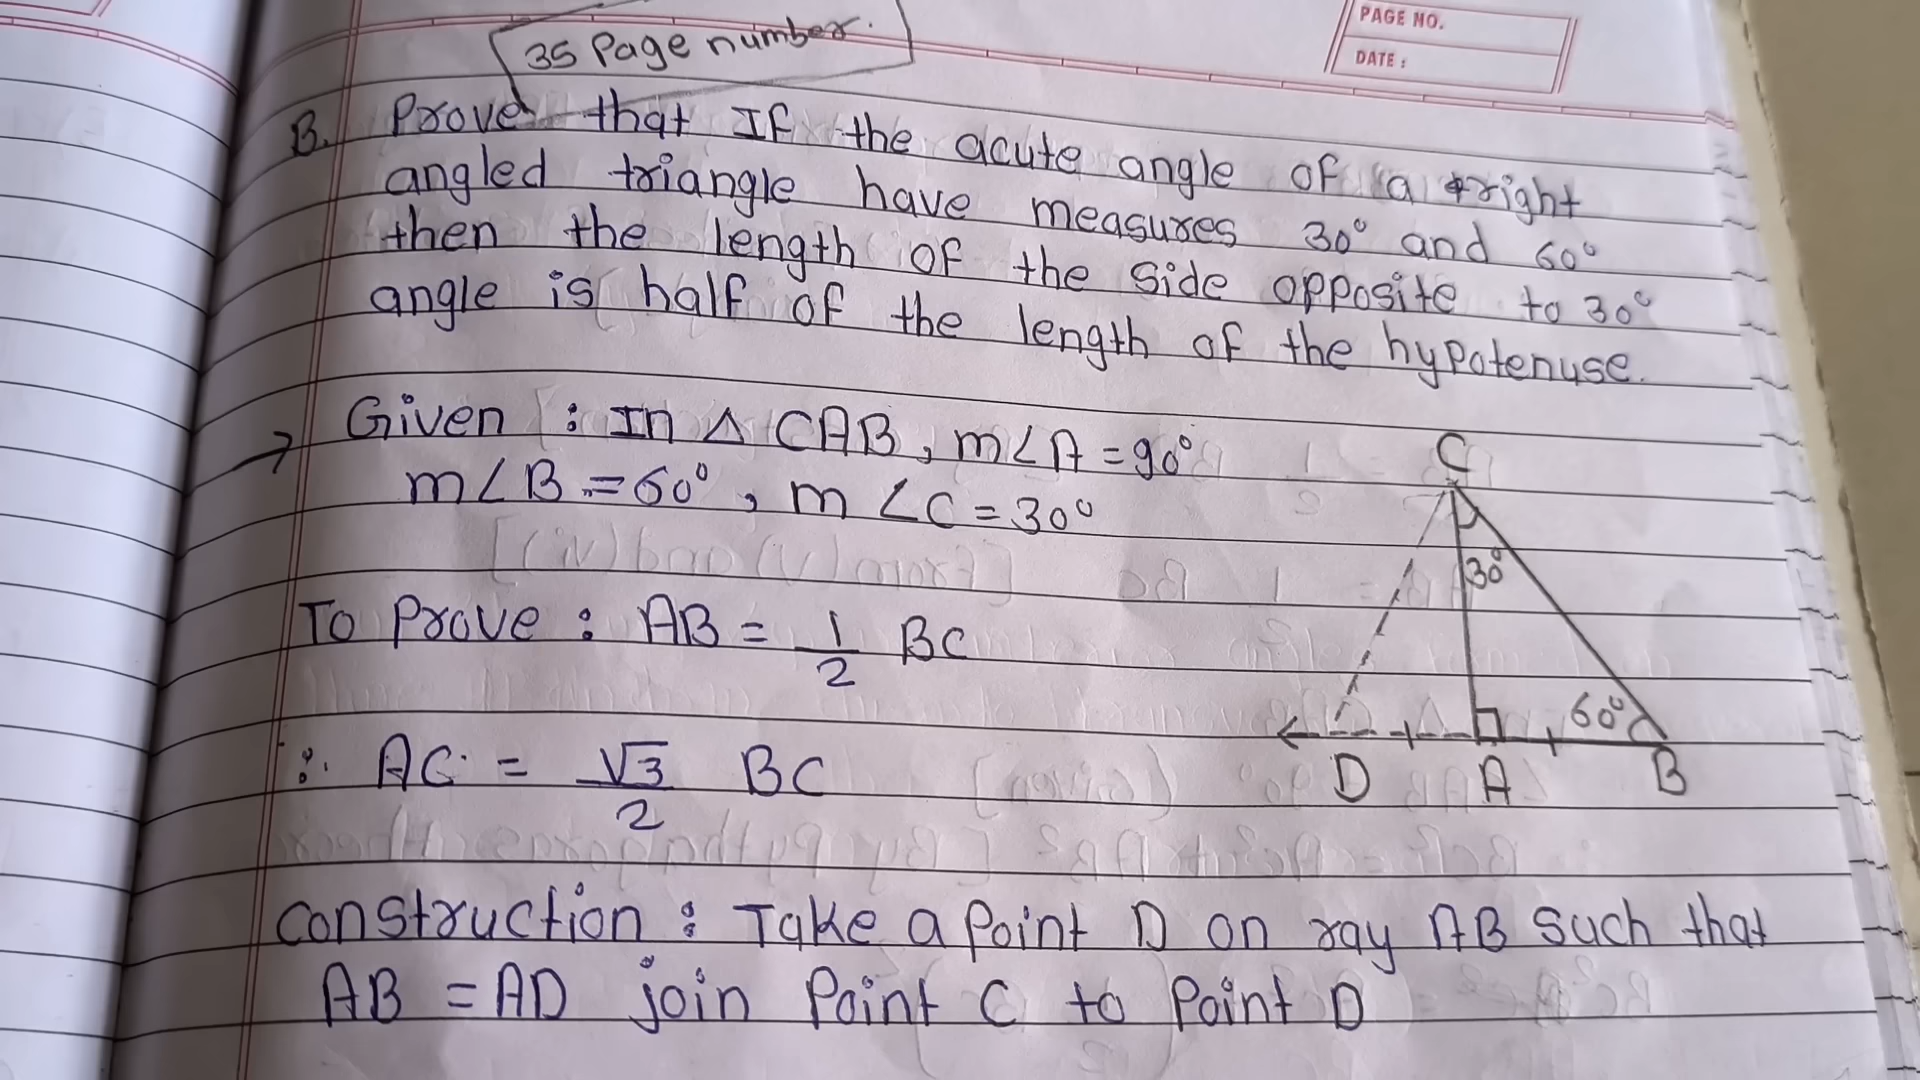 35 Page number.
PAGE NO.
DATE :
B. Prove that If the acute angle of a right
angled triangle have measures 30° and 60°
then the length of the side opposite to 30°
angle is half of the length of the hypotenuse.
→ Given : In △ CAB, m∠A = 90°
m∠B = 60°, m ∠C = 30°
To Prove : AB = 1/2 BC
∴ AC = √3/2 BC
C
30°
60°
D A B
Construction : Take a Point D on ray AB Such that
AB = AD join Point C to Point D